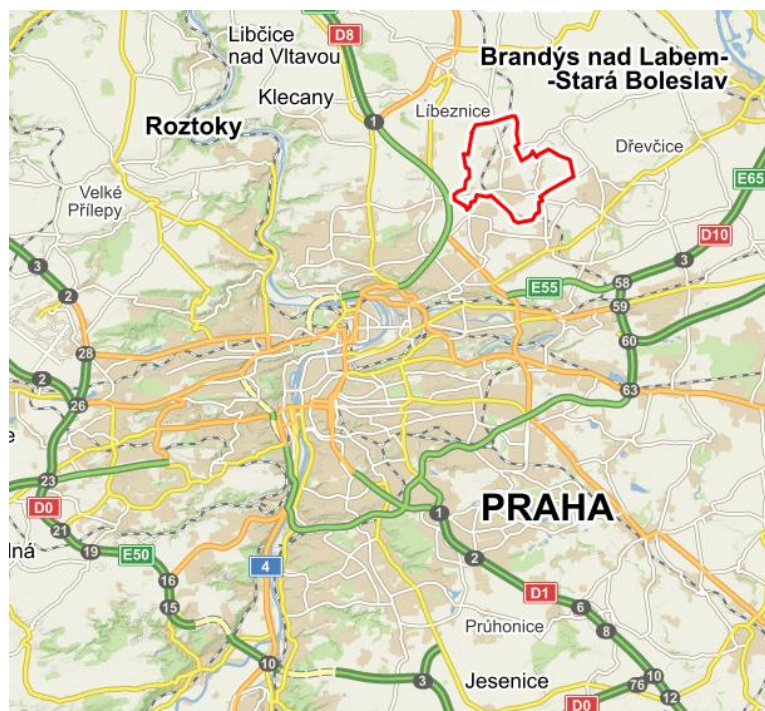 Libčice
nad Vltavou
D8
Brandýs nad Labem-
-Stará Boleslav
Klecany
Líbeznice
1
Roztoky
Dřevčice
E65
Velké
Přílepy
D10
3
3
2
E55
58
59
60
28
2
63
26
e
23
D0
PRAHA
1
21
19
E50
lná
4
2
16
D1
15
6
Průhonice
8
10
3
Jesenice
10
76
12
D0